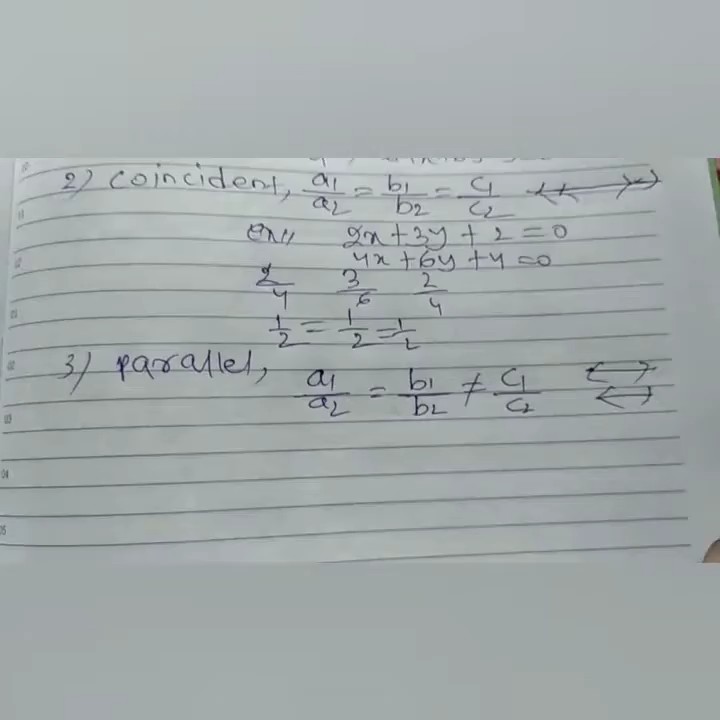 2) coincident, a1/a2 = b1/b2 = c1/c2
Ex,, 2x+3y+2=0
4x+6y+4=0
2/4 3/6 2/4
1/2 = 1/2 = 1/2
3) parallel,
a1/a2 = b1/b2 ≠ c1/c2